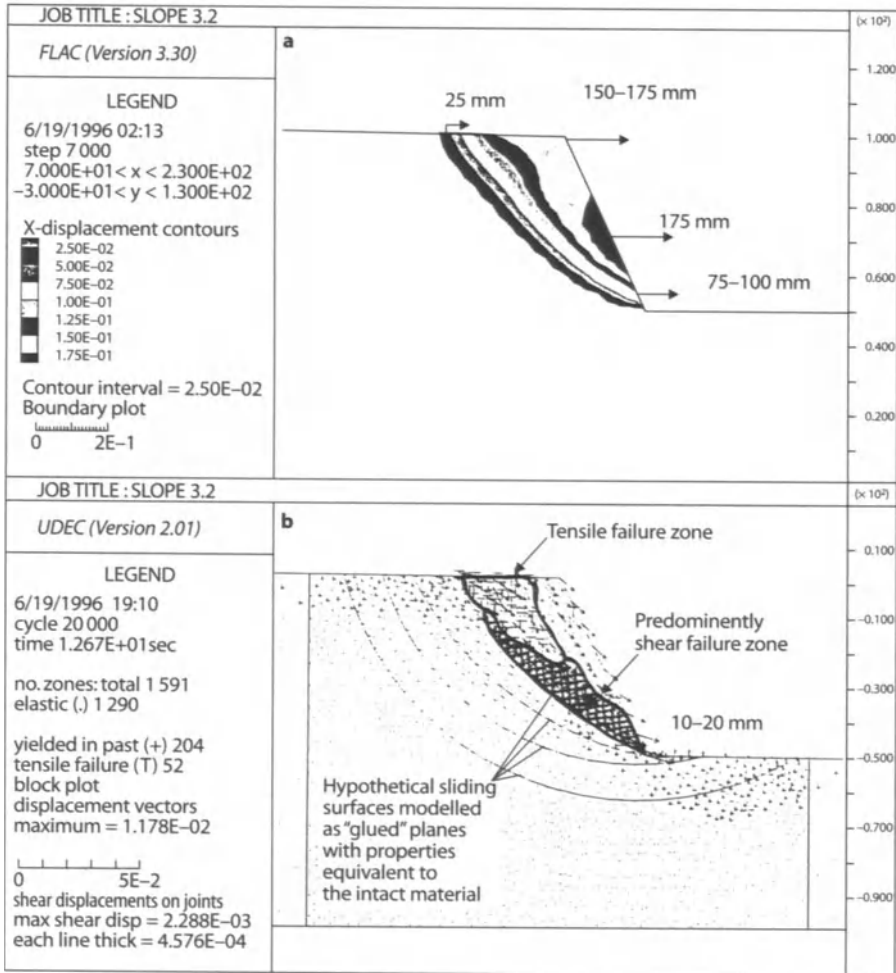 JOB TITLE : SLOPE 3.2
(× 10²)
FLAC (Version 3.30)
LEGEND
6/19/1996 02:13
step 7 000
7.000E+01< x < 2.300E+02
−3.000E+01< y < 1.300E+02
X-displacement contours
2.50E−02
5.00E−02
7.50E−02
1.00E−01
1.25E−01
1.50E−01
1.75E−01
Contour interval = 2.50E−02
Boundary plot
0 2E−1
a
25 mm
150–175 mm
175 mm
75–100 mm
1.200
1.000
0.800
0.600
0.400
0.200
JOB TITLE : SLOPE 3.2
(× 10²)
UDEC (Version 2.01)
LEGEND
6/19/1996 19:10
cycle 20 000
time 1.267E+01sec
no. zones: total 1 591
elastic (.) 1 290
yielded in past (+) 204
tensile failure (T) 52
block plot
displacement vectors
maximum = 1.178E−02
0 5E−2
shear displacements on joints
max shear disp = 2.288E−03
each line thick = 4.576E−04
b
Tensile failure zone
Predominently
shear failure zone
10–20 mm
Hypothetical sliding
surfaces modelled
as "glued" planes
with properties
equivalent to
the intact material
0.100
-0.100
-0.300
-0.500
-0.700
-0.900